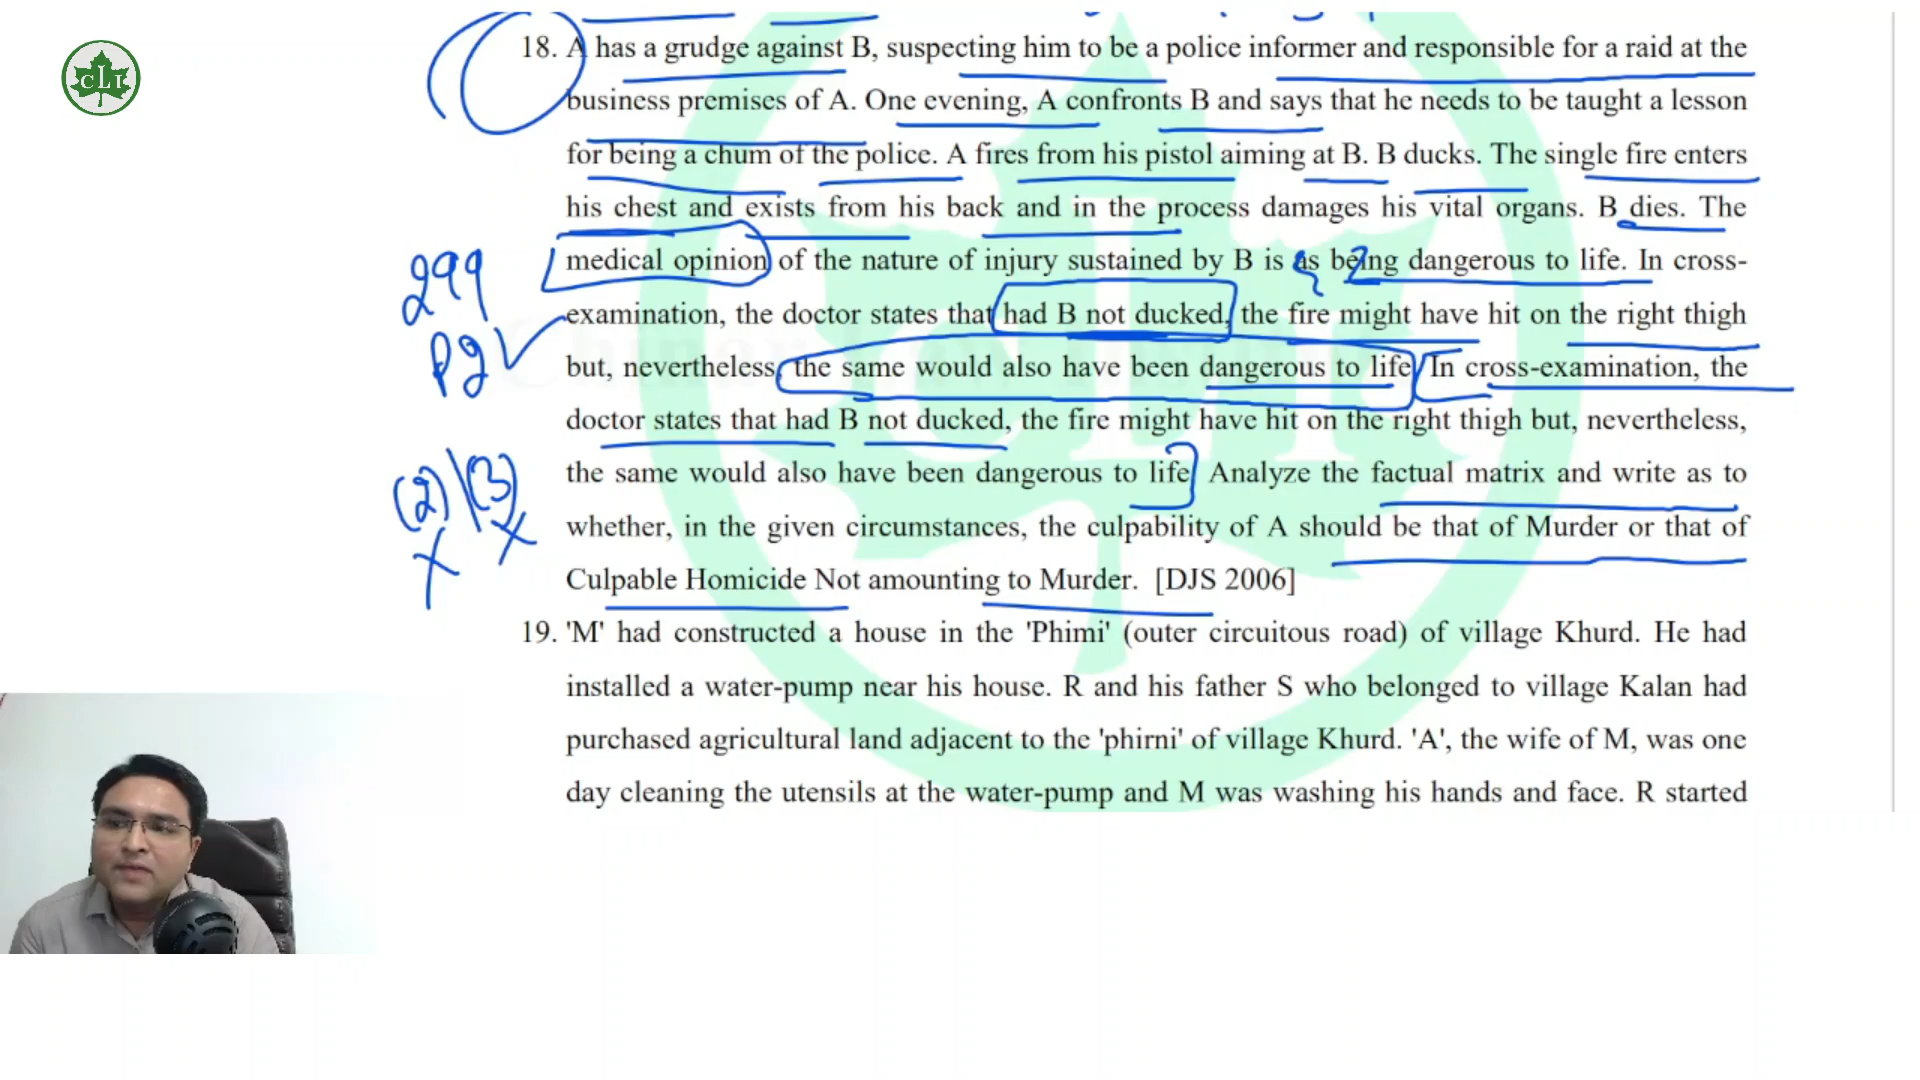 CLI
18. A has a grudge against B, suspecting him to be a police informer and responsible for a raid at the
business premises of A. One evening, A confronts B and says that he needs to be taught a lesson
for being a chum of the police. A fires from his pistol aiming at B. B ducks. The single fire enters
his chest and exists from his back and in the process damages his vital organs. B dies. The
medical opinion of the nature of injury sustained by B is as being dangerous to life. In cross-
299
examination, the doctor states that had B not ducked, the fire might have hit on the right thigh
P2
but, nevertheless, the same would also have been dangerous to life. In cross-examination, the
doctor states that had B not ducked, the fire might have hit on the right thigh but, nevertheless,
(2) (3)
the same would also have been dangerous to life. Analyze the factual matrix and write as to
whether, in the given circumstances, the culpability of A should be that of Murder or that of
Culpable Homicide Not amounting to Murder. [DJS 2006]
19. 'M' had constructed a house in the 'Phimi' (outer circuitous road) of village Khurd. He had
installed a water-pump near his house. R and his father S who belonged to village Kalan had
purchased agricultural land adjacent to the 'phirni' of village Khurd. 'A', the wife of M, was one
day cleaning the utensils at the water-pump and M was washing his hands and face. R started